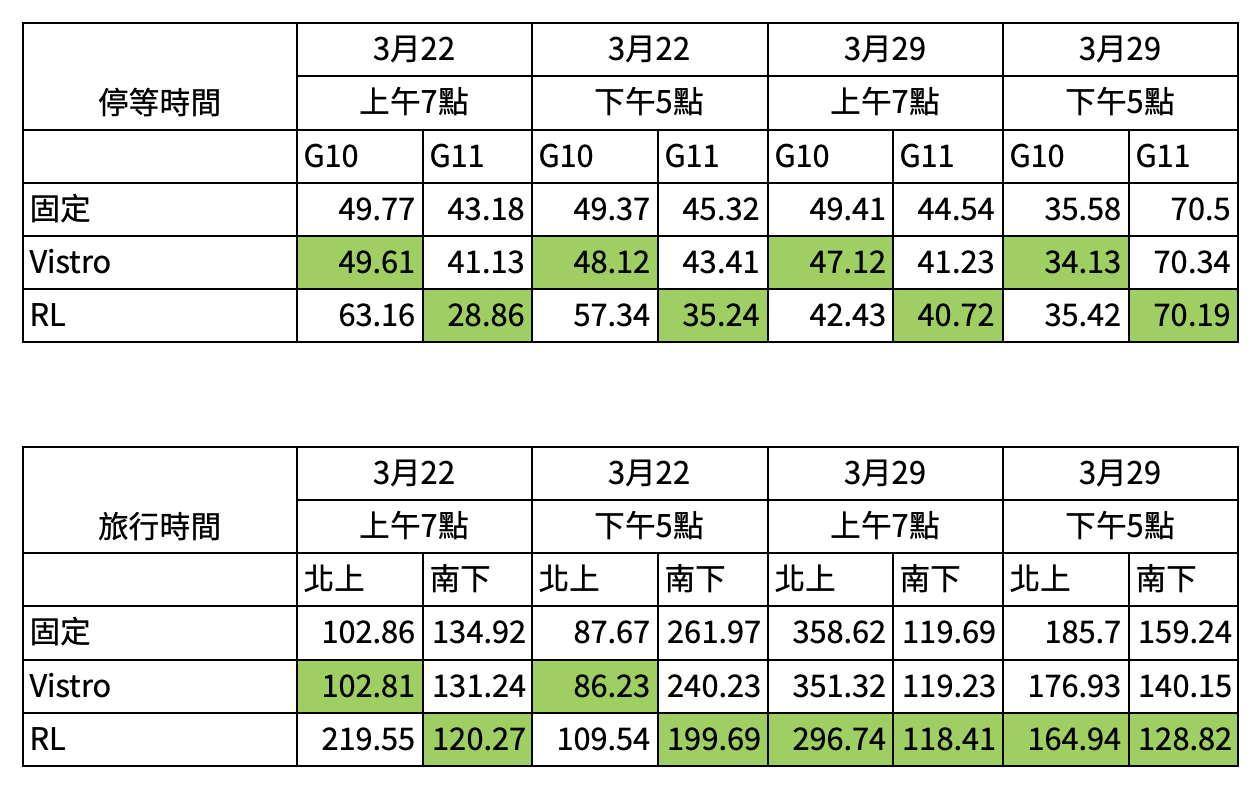 3月22 3月22 3月29 3月29
停等時間 上午7點 下午5點 上午7點 下午5點
G10 G11 G10 G11 G10 G11 G10 G11
固定 49.77 43.18 49.37 45.32 49.41 44.54 35.58 70.5
Vistro 49.61 41.13 48.12 43.41 47.12 41.23 34.13 70.34
RL 63.16 28.86 57.34 35.24 42.43 40.72 35.42 70.19
3月22 3月22 3月29 3月29
旅行時間 上午7點 下午5點 上午7點 下午5點
北上 南下 北上 南下 北上 南下 北上 南下
固定 102.86 134.92 87.67 261.97 358.62 119.69 185.7 159.24
Vistro 102.81 131.24 86.23 240.23 351.32 119.23 176.93 140.15
RL 219.55 120.27 109.54 199.69 296.74 118.41 164.94 128.82